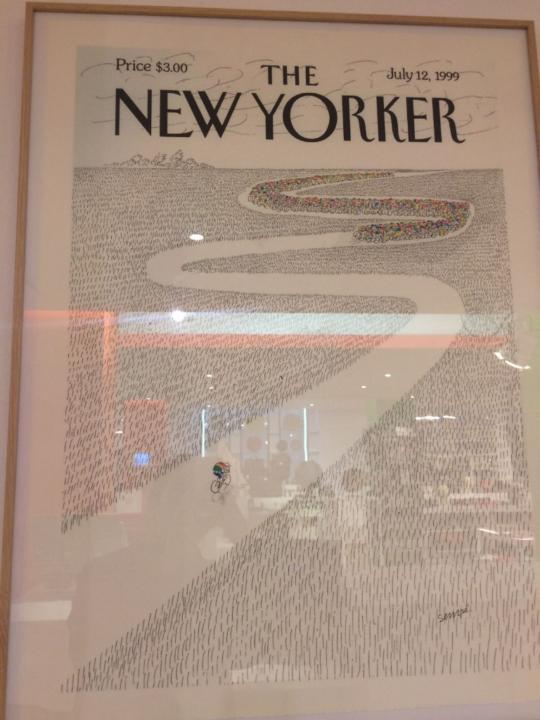 Price $3.00
THE
July 12, 1999
NEW YORKER
sempé